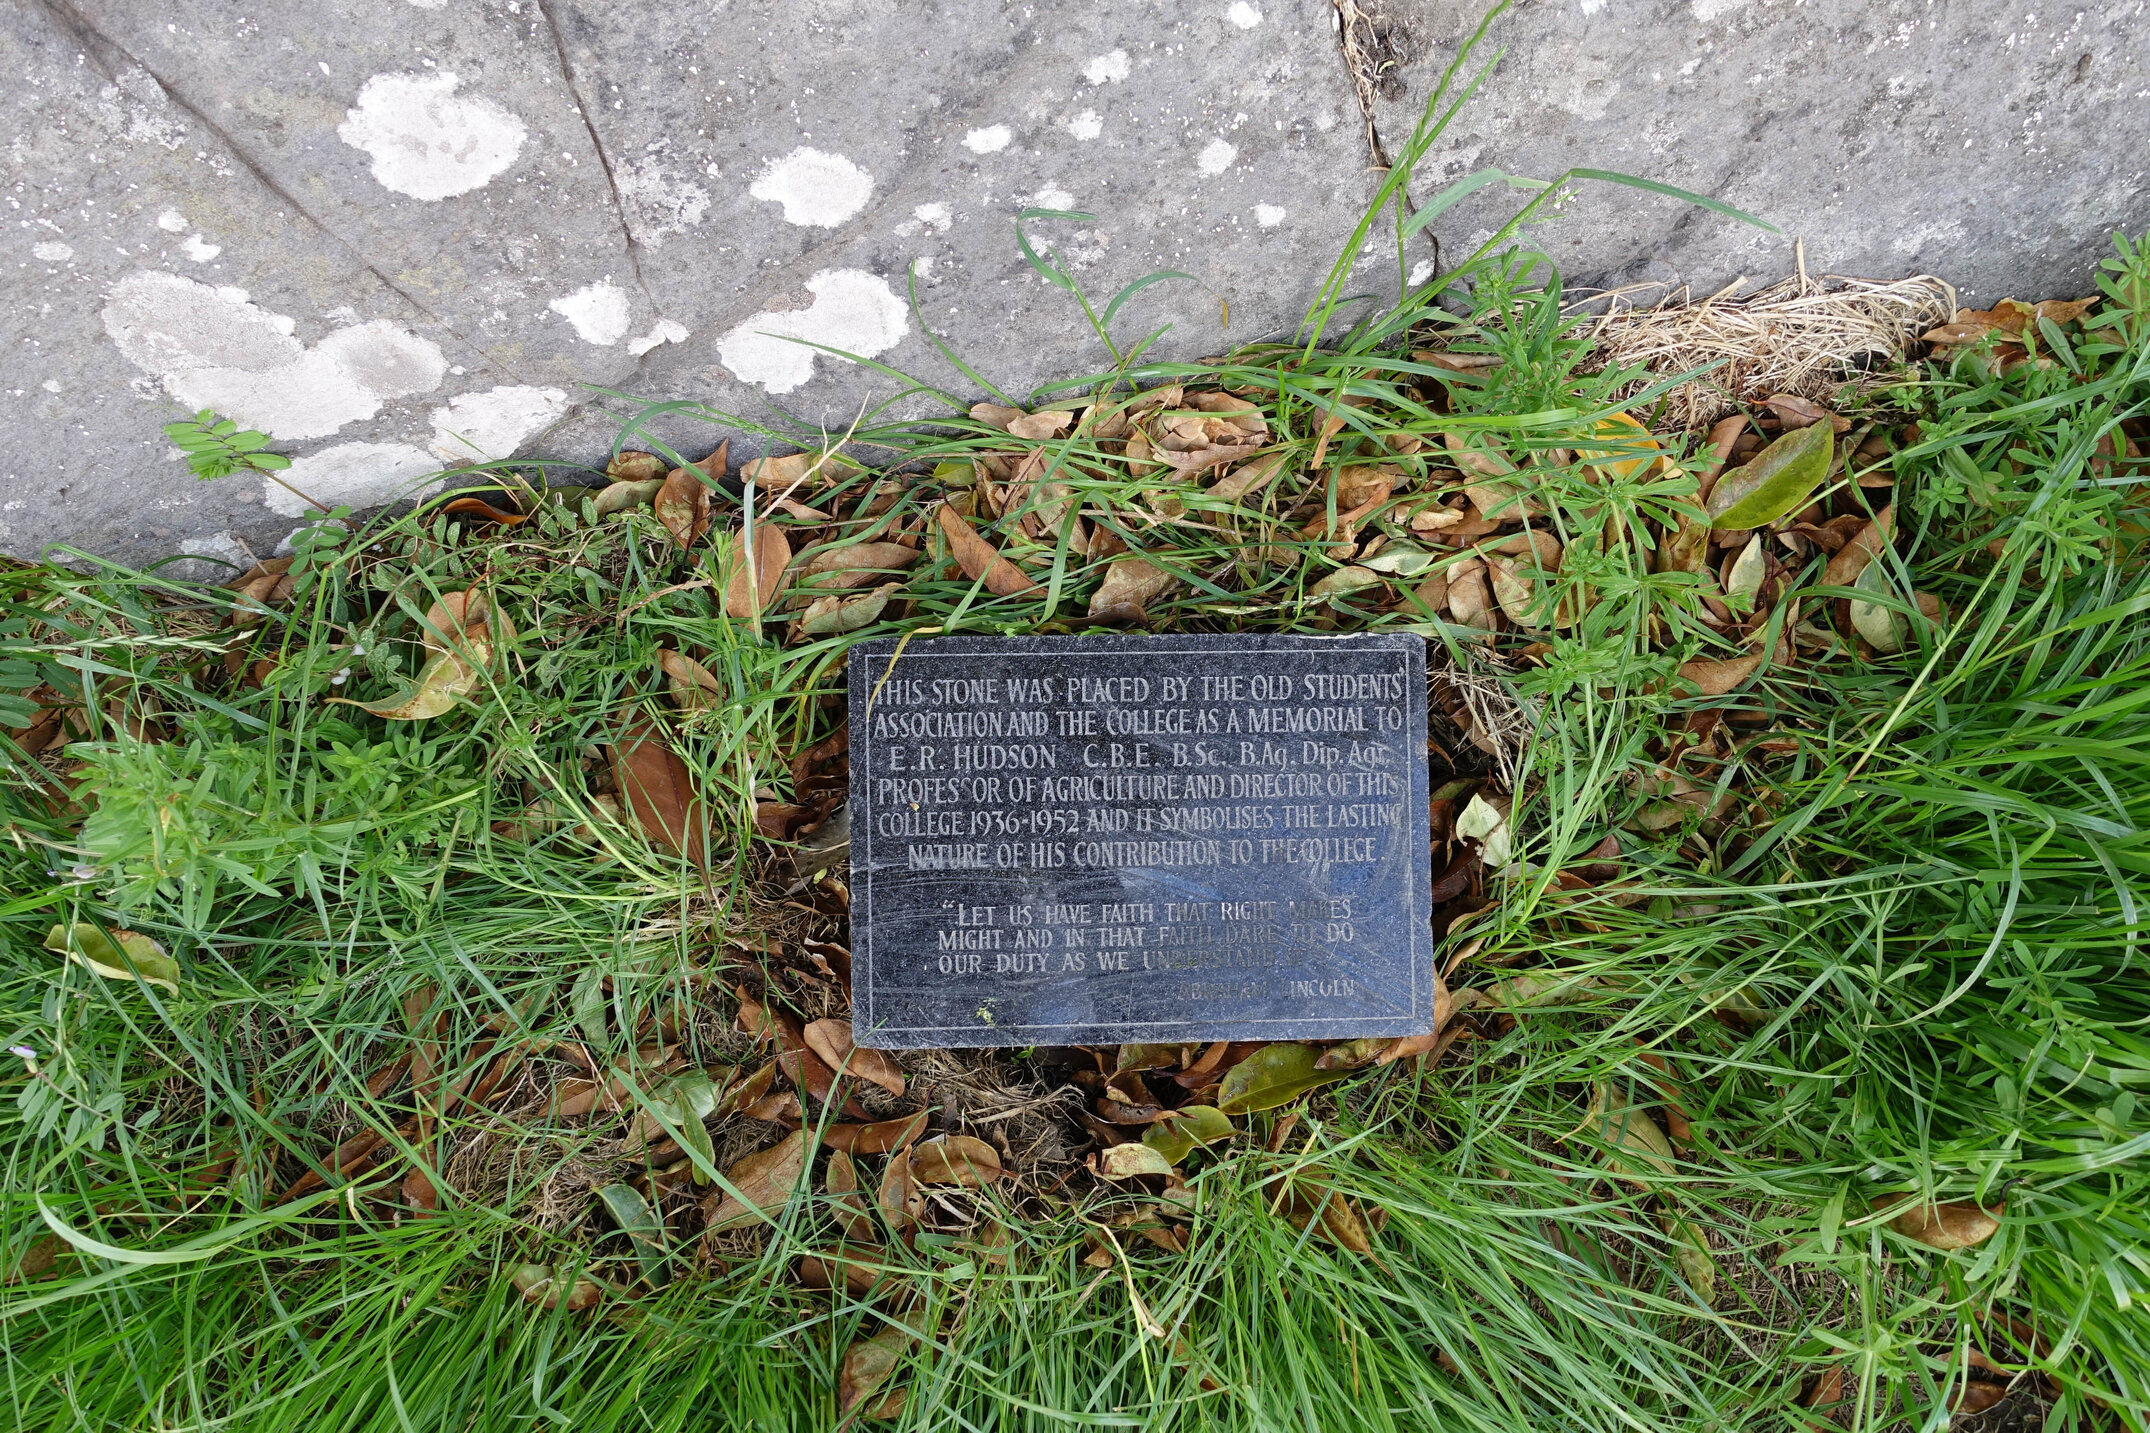 THIS STONE WAS PLACED BY THE OLD STUDENTS'
ASSOCIATION AND THE COLLEGE AS A MEMORIAL TO
E.R. HUDSON C.B.E. B.Sc. B.Ag. Dip. Agr.
PROFESSOR OF AGRICULTURE AND DIRECTOR OF THIS
COLLEGE 1936-1952 AND IT SYMBOLISES THE LASTING
NATURE OF HIS CONTRIBUTION TO THE COLLEGE.
"LET US HAVE FAITH THAT RIGHT MAKES
MIGHT AND IN THAT FAITH DARE TO DO
OUR DUTY AS WE UNDERSTAND
ABRAHAM LINCOLN